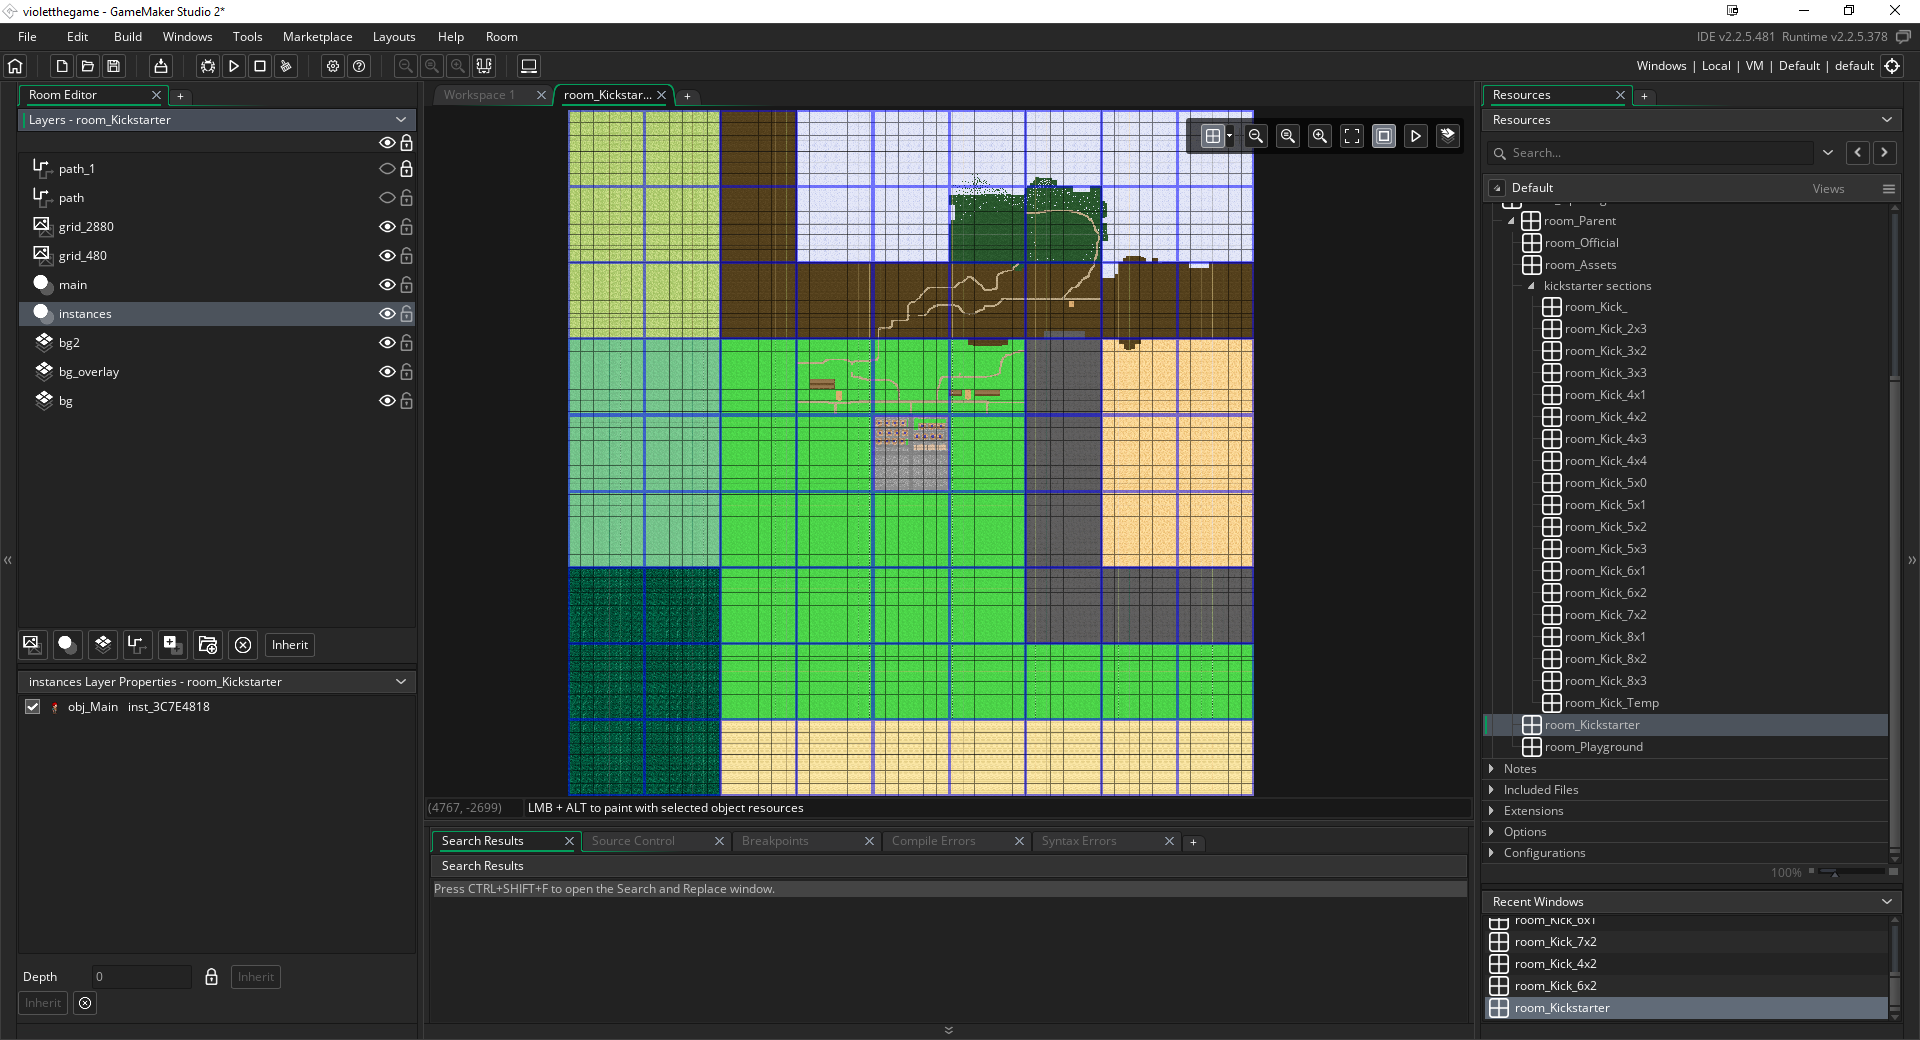 violetthegame - GameMaker Studio 2*
File Edit Build Windows Tools Marketplace Layouts Help Room
IDE v2.2.5.481 Runtime v2.2.5.378
Windows | Local | VM | Default | default
Room Editor
Layers - room_Kickstarter
path_1
path
grid_2880
grid_480
main
instances
bg2
bg_overlay
bg
Inherit
instances Layer Properties - room_Kickstarter
obj_Main inst_3C7E4818
Depth 0 Inherit
Inherit
Workspace 1 room_Kickstar...
(4767, -2699) LMB + ALT to paint with selected object resources
Search Results Source Control Breakpoints Compile Errors Syntax Errors
Search Results
Press CTRL+SHIFT+F to open the Search and Replace window.
Resources
Resources
Search...
Default Views
room_Parent
room_Official
room_Assets
kickstarter sections
room_Kick_
room_Kick_2x3
room_Kick_3x2
room_Kick_3x3
room_Kick_4x1
room_Kick_4x2
room_Kick_4x3
room_Kick_4x4
room_Kick_5x0
room_Kick_5x1
room_Kick_5x2
room_Kick_5x3
room_Kick_6x1
room_Kick_6x2
room_Kick_7x2
room_Kick_8x1
room_Kick_8x2
room_Kick_8x3
room_Kick_Temp
room_Kickstarter
room_Playground
Notes
Included Files
Extensions
Options
Configurations
100%
Recent Windows
room_Kick_6x1
room_Kick_7x2
room_Kick_4x2
room_Kick_6x2
room_Kickstarter